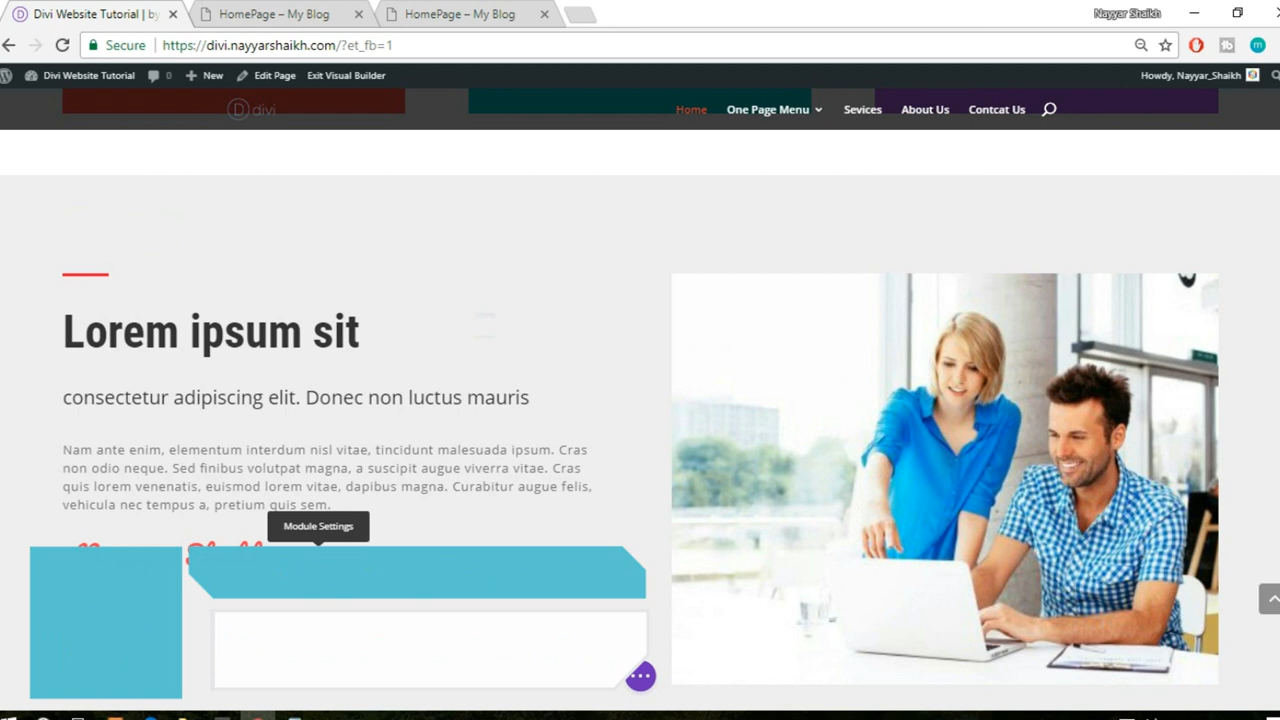 Divi Website Tutorial | by
HomePage – My Blog
HomePage – My Blog
Nayyar Shaikh
Secure
https://divi.nayyarshaikh.com/?et_fb=1
Divi Website Tutorial
0
New
Edit Page
Exit Visual Builder
Howdy, Nayyar_Shaikh
D divi
Home
One Page Menu
Sevices
About Us
Contcat Us
Lorem ipsum sit
consectetur adipiscing elit. Donec non luctus mauris
Nam ante enim, elementum interdum nisl vitae, tincidunt malesuada ipsum. Cras
non odio neque. Sed finibus volutpat magna, a suscipit augue viverra vitae. Cras
quis lorem venenatis, euismod lorem vitae, dapibus magna. Curabitur augue felis,
vehicula nec tempus a, pretium quis sem.
Module Settings